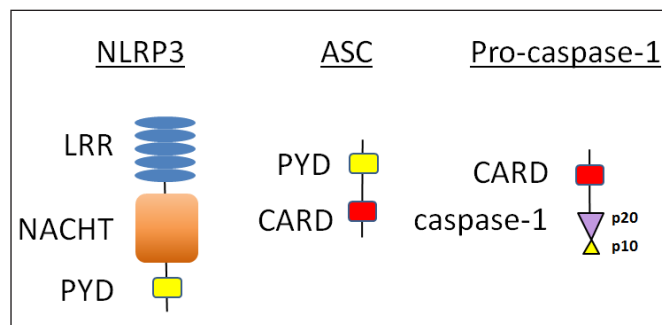 NLRP3
ASC
Pro-caspase-1
LRR
NACHT
PYD
PYD
CARD
CARD
caspase-1
p20
p10